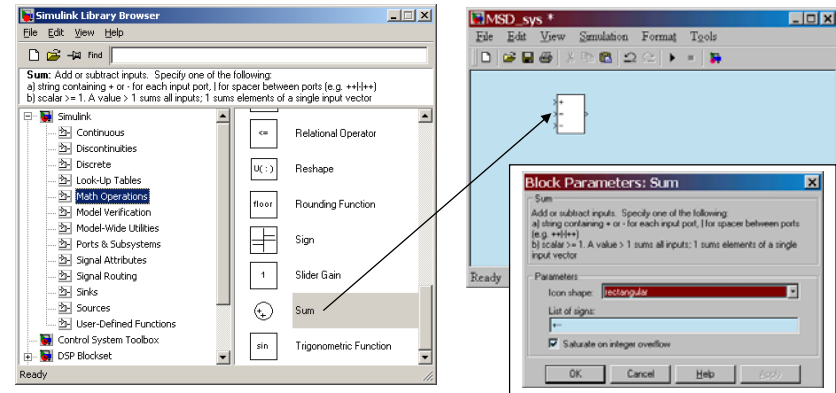 Simulink Library Browser
File Edit View Help
Find
Sum: Add or subtract inputs. Specify one of the following:
a) string containing + or - for each input port, | for spacer between ports (e.g. ++|-|++)
b) scalar >= 1. A value > 1 sums all inputs; 1 sums elements of a single input vector
Simulink
Continuous
Discontinuities
Discrete
Look-Up Tables
Math Operations
Model Verification
Model-Wide Utilities
Ports & Subsystems
Signal Attributes
Signal Routing
Sinks
Sources
User-Defined Functions
Control System Toolbox
DSP Blockset
<= Relational Operator
U( : ) Reshape
floor Rounding Function
Sign
1 Slider Gain
++ Sum
sin Trigonometric Function
Ready
MSD_sys *
File Edit View Simulation Format Tools
+
-
-
Ready
Block Parameters: Sum
Sum
Add or subtract inputs. Specify one of the following:
a) string containing + or - for each input port, | for spacer between ports
(e.g. ++|-|++)
b) scalar >= 1. A value > 1 sums all inputs; 1 sums elements of a single
input vector
Parameters
Icon shape: rectangular
List of signs:
+--
Saturate on integer overflow
OK Cancel Help Apply